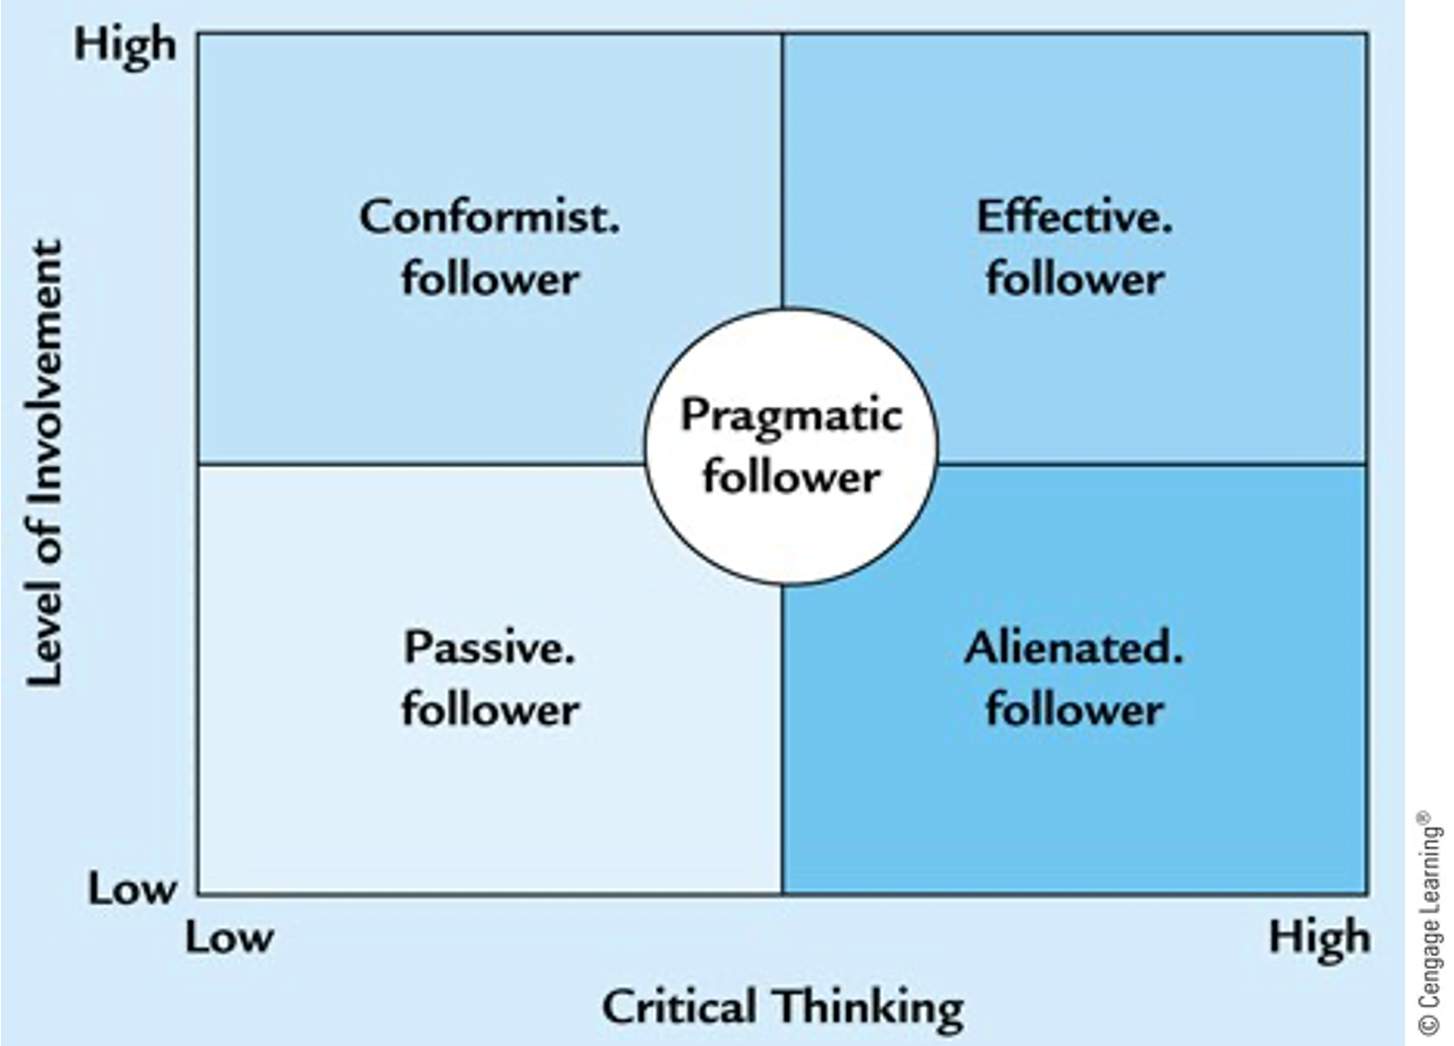 High
Conformist.
follower
Effective.
follower
Pragmatic
follower
Level of Involvement
Passive.
follower
Alienated.
follower
Low
Low
High
Critical Thinking
© Cengage Learning®